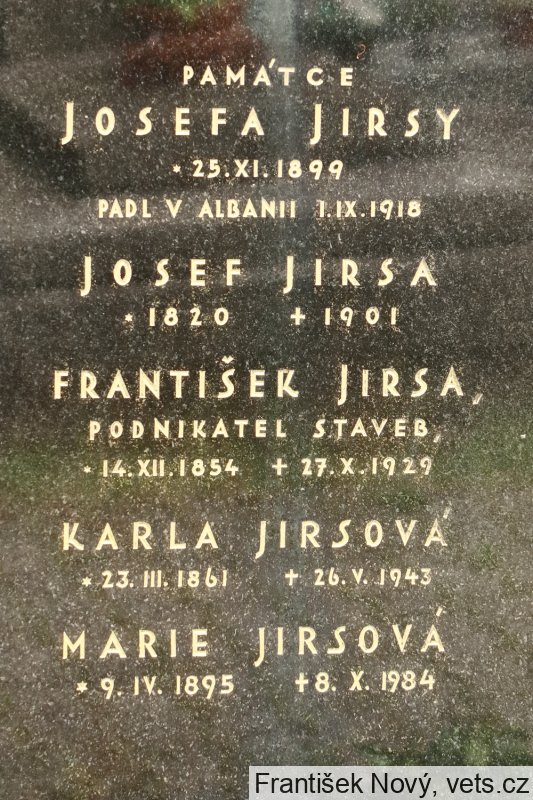 PAMÁTCE
JOSEFA JIRSY
* 25. XI. 1899
PADL V ALBANII 1. IX. 1918
JOSEF JIRSA
* 1820 + 1901
FRANTIŠEK JIRSA,
PODNIKATEL STAVEB,
* 14. XII. 1854 + 27. X. 1929
KARLA JIRSOVÁ
* 23. III. 1861 + 26. V. 1943
MARIE JIRSOVÁ
* 9. IV. 1895 + 8. X. 1984
František Nový, vets.cz